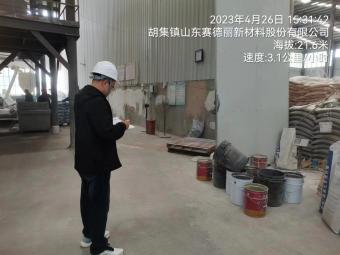 2023年4月26日 15:31:42
胡集镇山东赛德丽新材料股份有限公司
海拔:21.6米
速度:3.1公里/小时